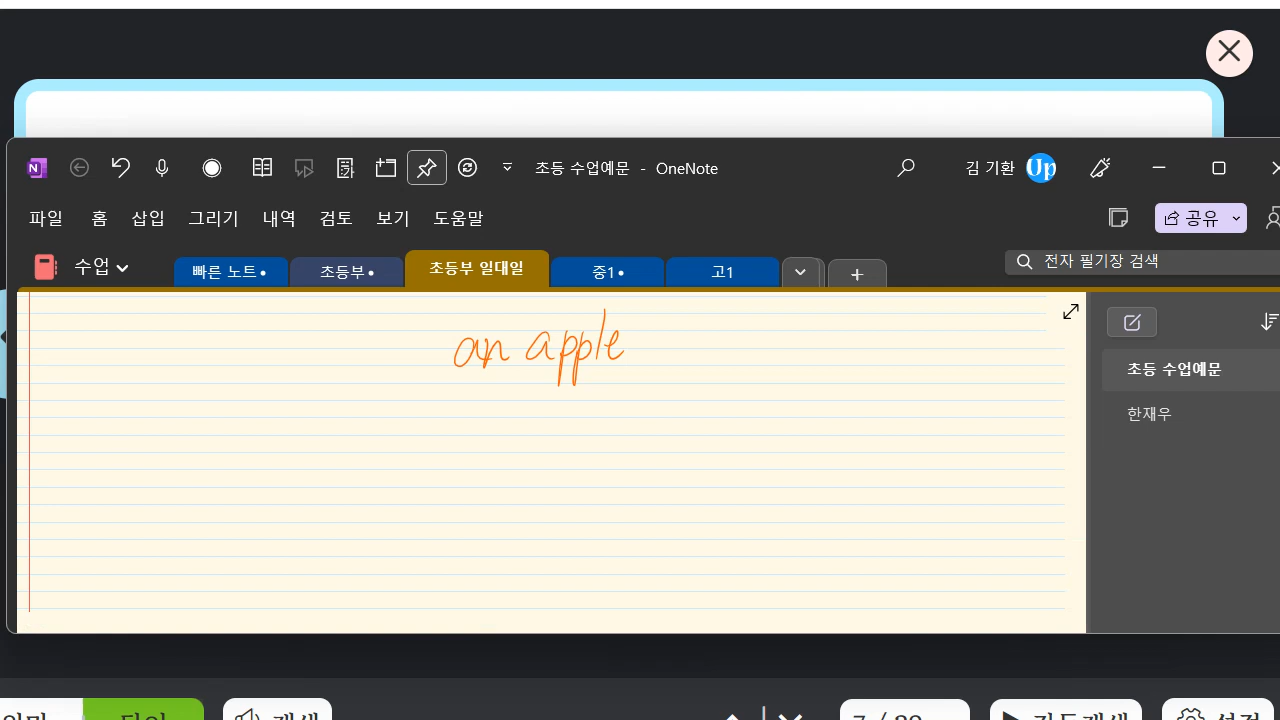 초등 수업예문 - OneNote
김 기환
Up
파일 홈 삽입 그리기 내역 검토 보기 도움말
공유
수업
빠른 노트
초등부
초등부 일대일
중1
고1
전자 필기장 검색
an apple
초등 수업예문
한재우